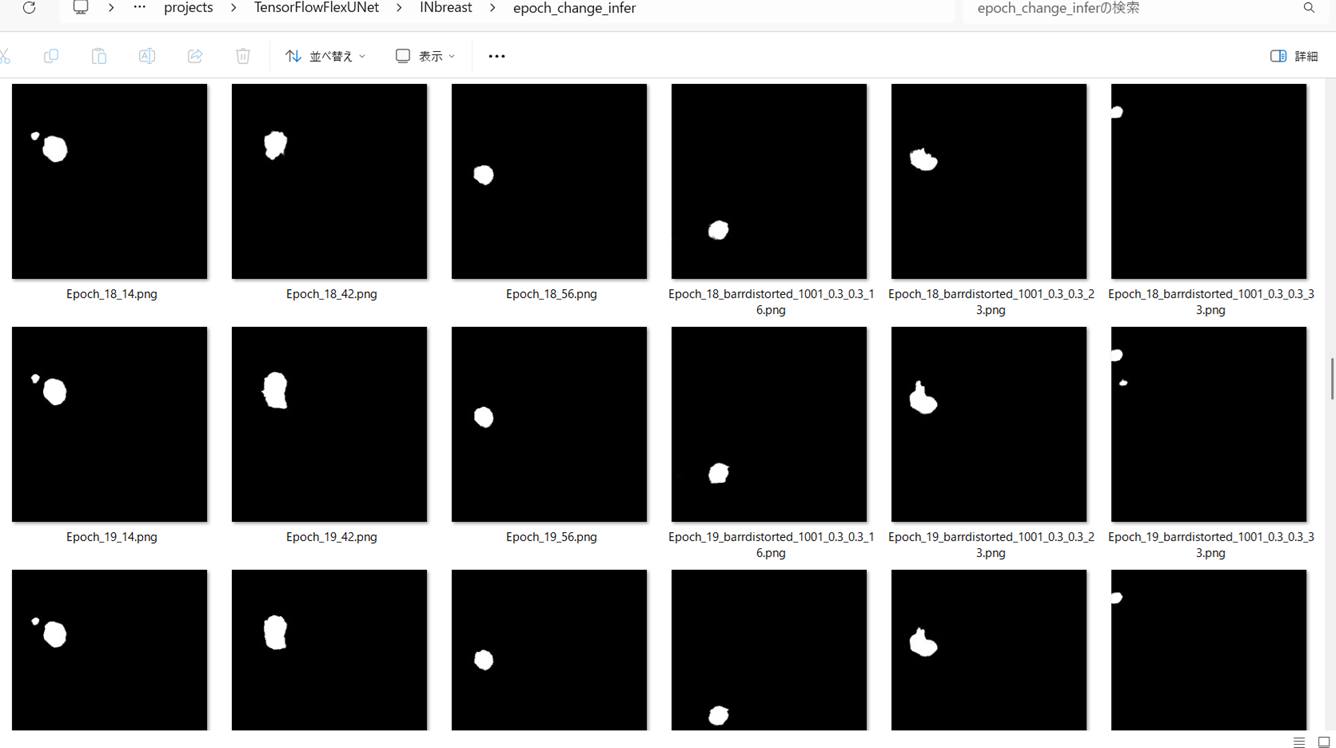 projects > TensorFlowFlexUNet > INbreast > epoch_change_infer
epoch_change_inferの検索
並べ替え
表示
詳細
Epoch_18_14.png
Epoch_18_42.png
Epoch_18_56.png
Epoch_18_barrdistorted_1001_0.3_0.3_1
6.png
Epoch_18_barrdistorted_1001_0.3_0.3_2
3.png
Epoch_18_barrdistorted_1001_0.3_0.3_3
3.png
Epoch_19_14.png
Epoch_19_42.png
Epoch_19_56.png
Epoch_19_barrdistorted_1001_0.3_0.3_1
6.png
Epoch_19_barrdistorted_1001_0.3_0.3_2
3.png
Epoch_19_barrdistorted_1001_0.3_0.3_3
3.png